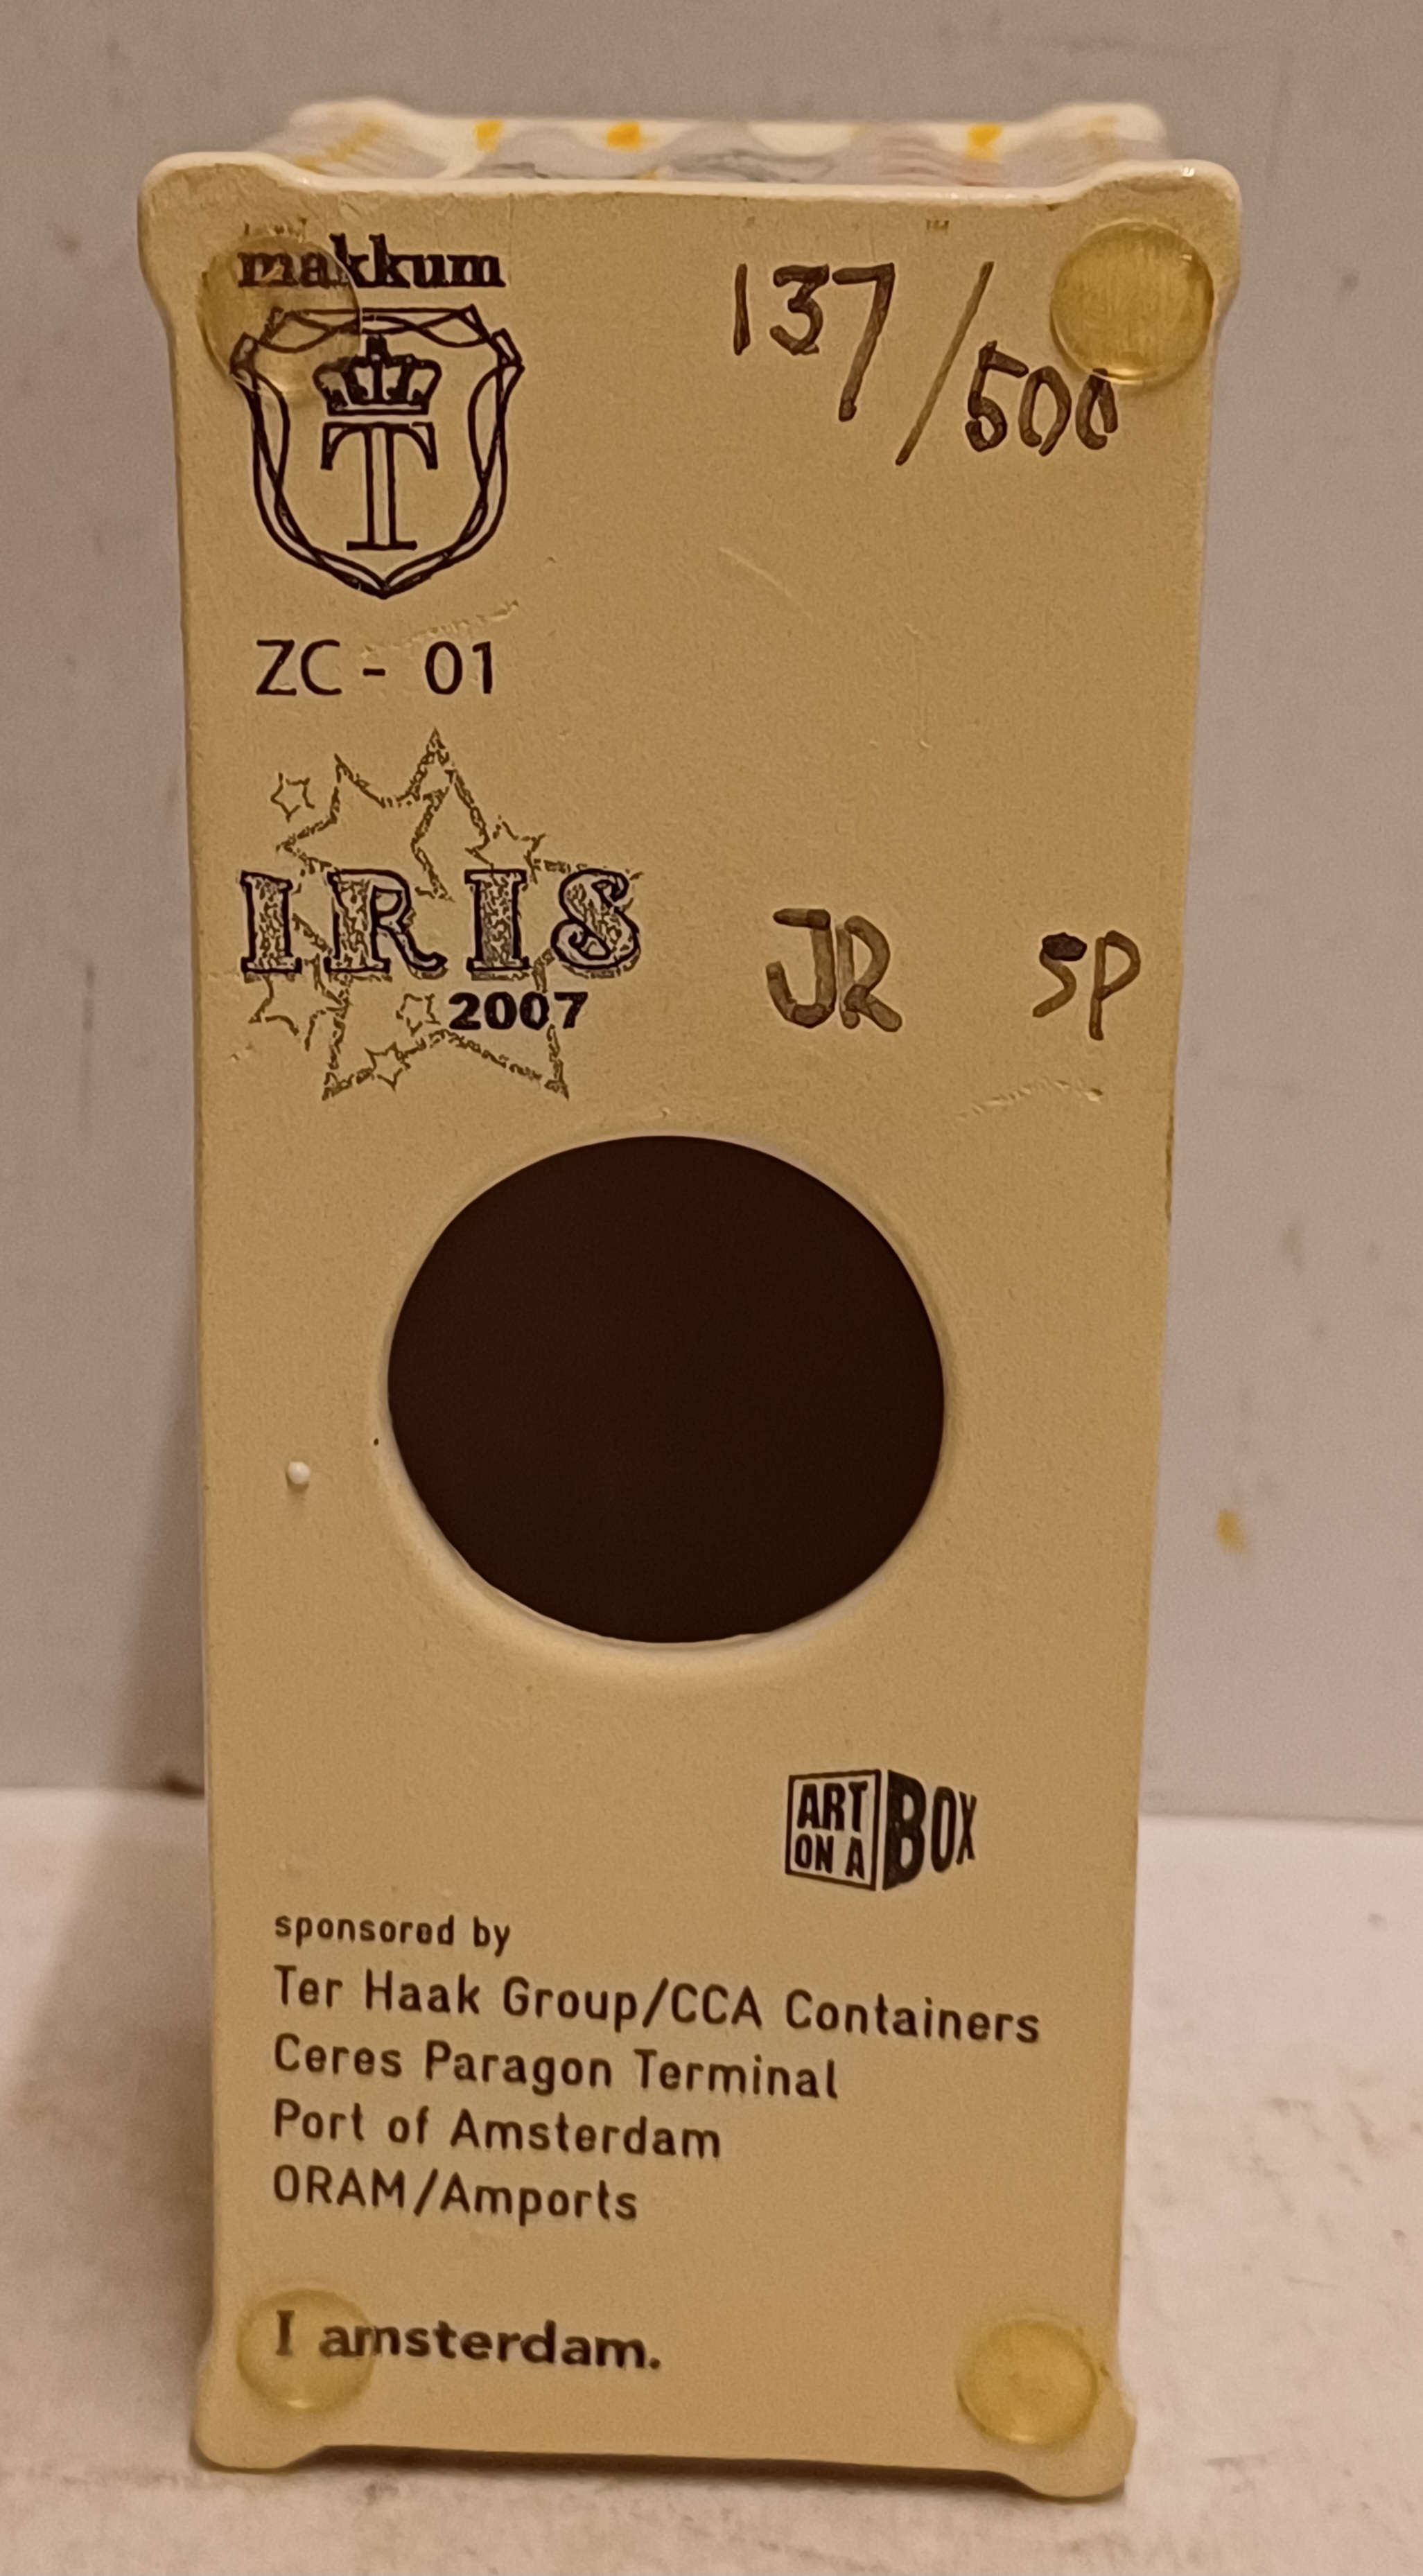 makkum
137/500
T
ZC - 01
IRIS
2007
JR SP
ART
ON A
BOX
sponsored by
Ter Haak Group/CCA Containers
Ceres Paragon Terminal
Port of Amsterdam
ORAM/Amports
I amsterdam.